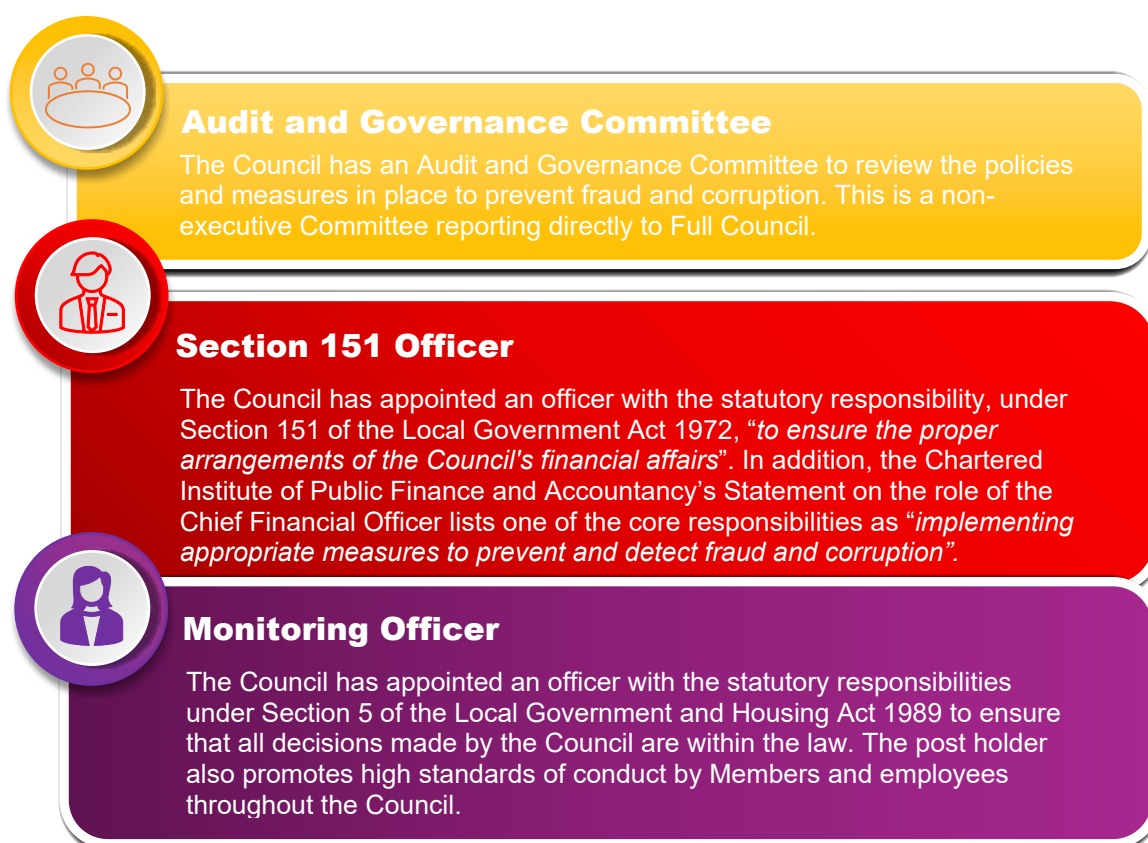 Audit and Governance Committee
The Council has an Audit and Governance Committee to review the policies
and measures in place to prevent fraud and corruption. This is a non-
executive Committee reporting directly to Full Council.
Section 151 Officer
The Council has appointed an officer with the statutory responsibility, under
Section 151 of the Local Government Act 1972, “to ensure the proper
arrangements of the Council's financial affairs”. In addition, the Chartered
Institute of Public Finance and Accountancy’s Statement on the role of the
Chief Financial Officer lists one of the core responsibilities as “implementing
appropriate measures to prevent and detect fraud and corruption”.
Monitoring Officer
The Council has appointed an officer with the statutory responsibilities
under Section 5 of the Local Government and Housing Act 1989 to ensure
that all decisions made by the Council are within the law. The post holder
also promotes high standards of conduct by Members and employees
throughout the Council.